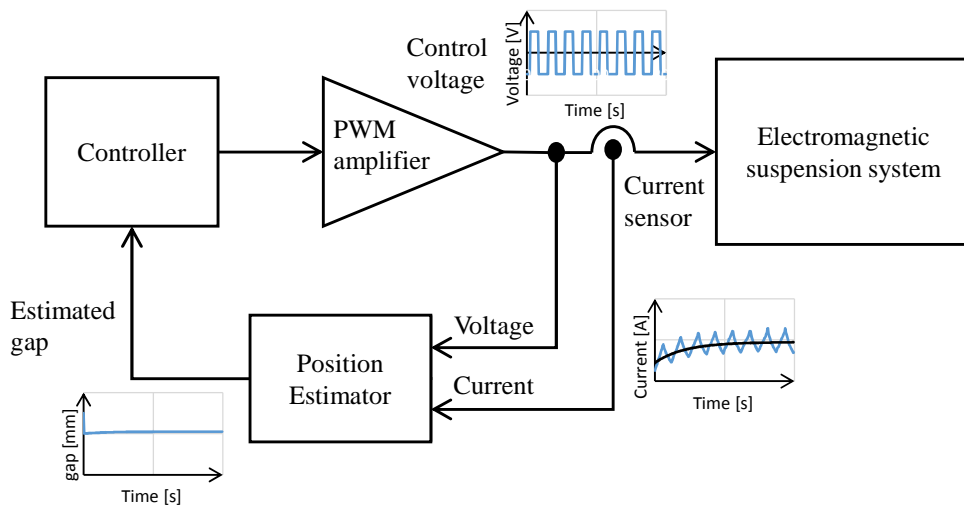 Control
voltage
Voltage [V]
Time [s]
Controller
PWM
amplifier
Electromagnetic
suspension system
Current
sensor
Estimated
gap
Voltage
Position
Estimator
Current
Current [A]
Time [s]
gap [mm]
Time [s]